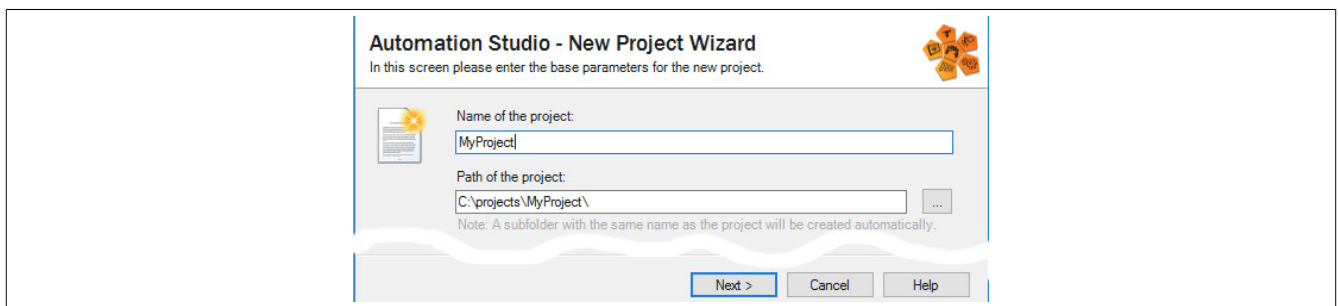 Automation Studio - New Project Wizard
In this screen please enter the base parameters for the new project.
Name of the project:
MyProject
Path of the project:
C:\projects\MyProject\
...
Note: A subfolder with the same name as the project will be created automatically.
Next >
Cancel
Help